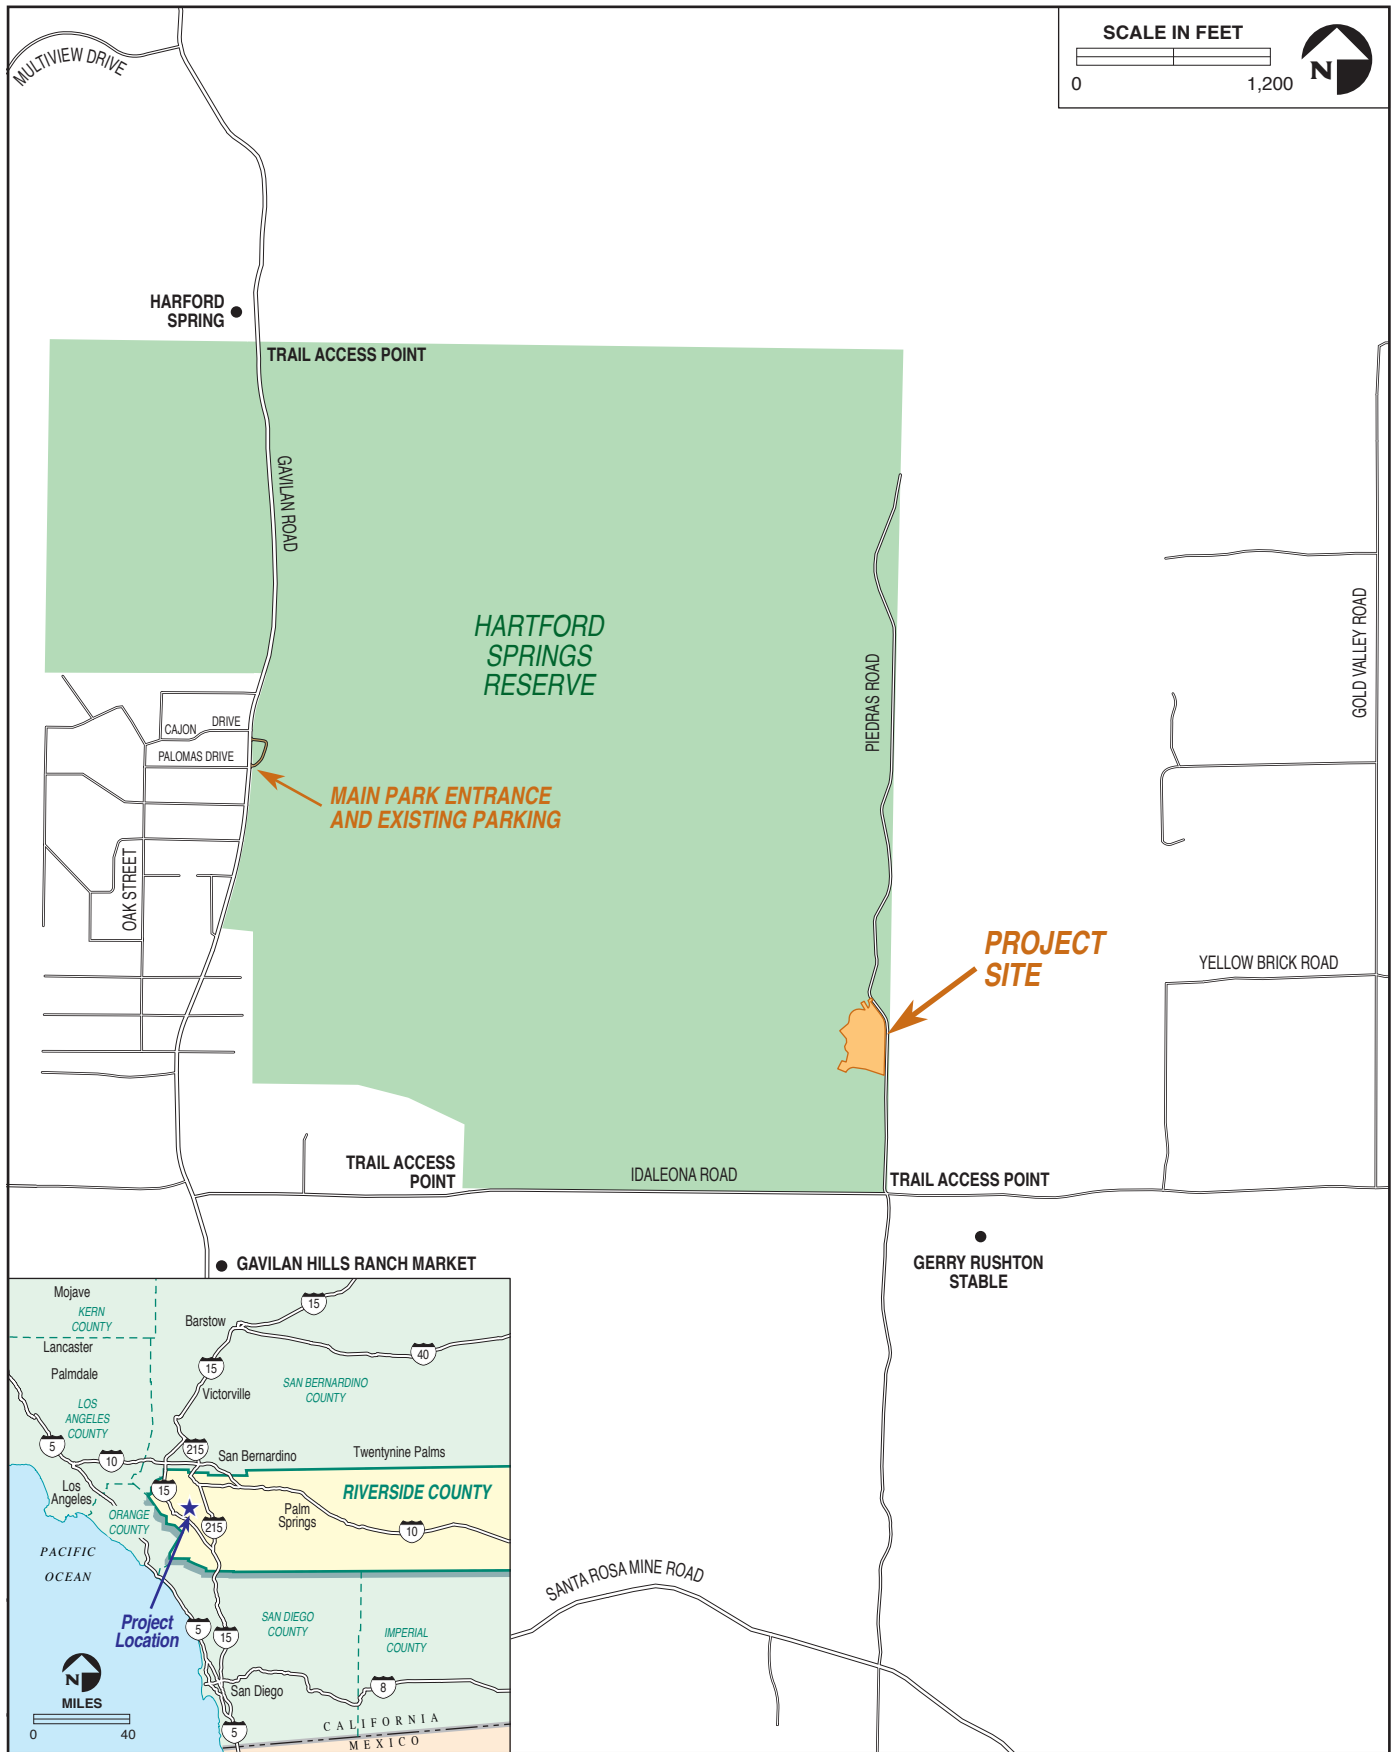 MULTIVIEW DRIVE
SCALE IN FEET
0
1,200
N
HARFORD
SPRING
TRAIL ACCESS POINT
GAVILAN ROAD
HARTFORD
SPRINGS
RESERVE
GOLD VALLEY ROAD
PIEDRAS ROAD
CAJON
DRIVE
PALOMAS DRIVE
MAIN PARK ENTRANCE
AND EXISTING PARKING
OAK STREET
PROJECT
SITE
YELLOW BRICK ROAD
TRAIL ACCESS
POINT
IDALEONA ROAD
TRAIL ACCESS POINT
GAVILAN HILLS RANCH MARKET
GERRY RUSHTON
STABLE
SANTA ROSA MINE ROAD
Mojave
KERN
COUNTY
Lancaster
Palmdale
LOS
ANGELES
COUNTY
Barstow
15
40
15
Victorville
SAN BERNARDINO
COUNTY
5
10
215
San Bernardino
Twentynine Palms
Los
Angeles
15
RIVERSIDE COUNTY
ORANGE
COUNTY
215
Palm
Springs
10
PACIFIC
OCEAN
Project
Location
5
15
SAN DIEGO
COUNTY
IMPERIAL
COUNTY
San Diego
8
5
N
MILES
0
40
CALIFORNIA
MEXICO